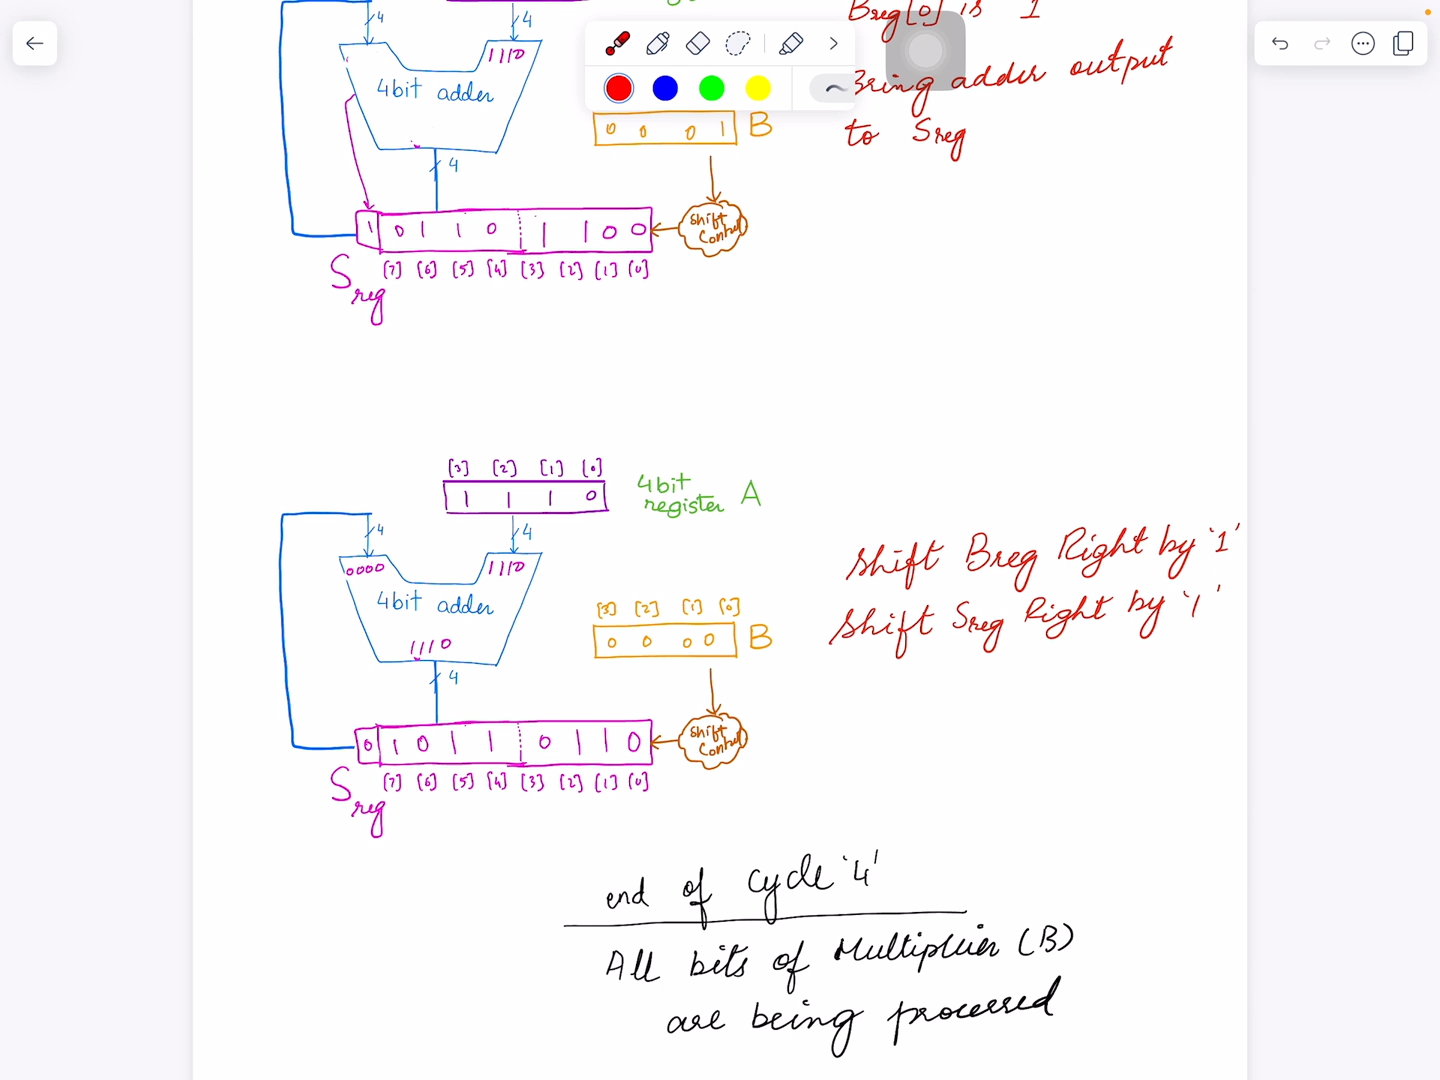 Breg[0] is 1
Bring adder output
to Sreg
4
4
1110
4bit adder
4
0 0 0 1 B
Shift
Control
1 0 1 1 0 1 1 0 0
Sreg
[7] [6] [5] [4] [3] [2] [1] [0]
[3] [2] [1] [0]
1 1 1 0
4bit
register A
4
4
0000
1110
4bit adder
1110
4
[3] [2] [1] [0]
0 0 0 0 B
Shift
Control
Shift Breg Right by '1'
Shift Sreg Right by '1'
0 1 0 1 1 0 1 1 0
Sreg
[7] [6] [5] [4] [3] [2] [1] [0]
end of cycle '4'
All bits of Multiplier (B)
are being processed